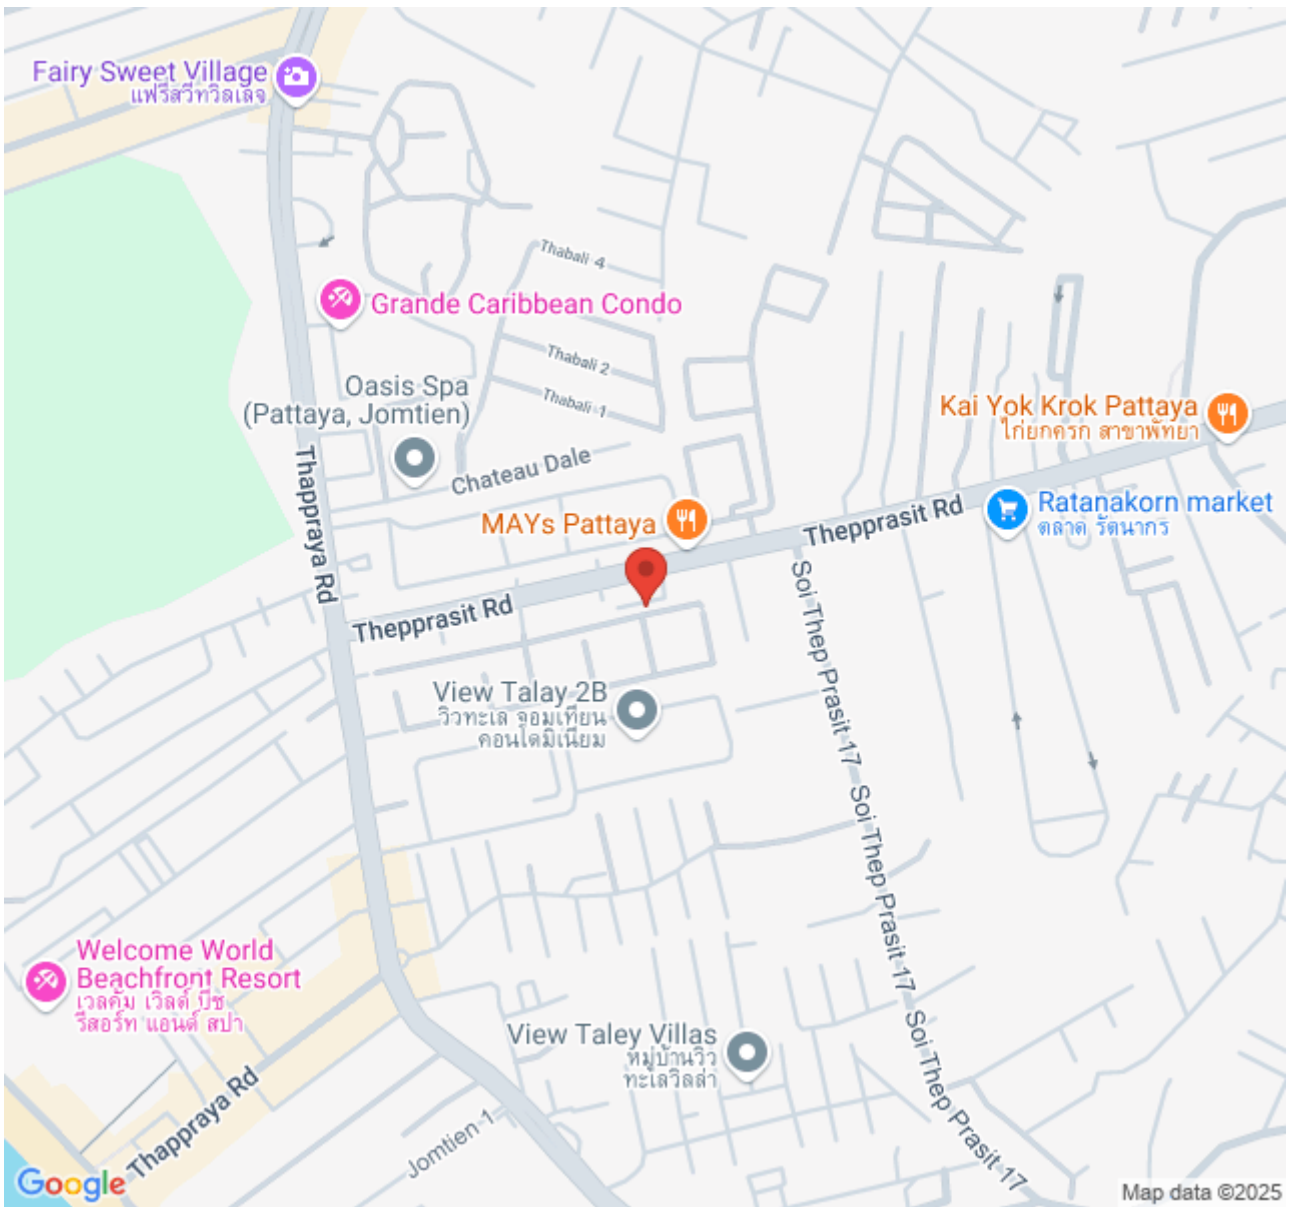 Fairy Sweet Village
แฟรีสวีทวิลเลจ
Thabali 4
Grande Caribbean Condo
Thabali 2
Oasis Spa
(Pattaya, Jomtien)
Thabali 1
Kai Yok Krok Pattaya
ไก่ยกครก สาขาพัทยา
Chateau Dale
Thappraya Rd
MAYs Pattaya
Thepprasit Rd
Ratanakorn market
ตลาด รัตนากร
Thepprasit Rd
Soi Thep Prasit 17
View Talay 2B
วิวทะเล จอมเทียน
คอนโดมิเนียม
Soi Thep Prasit 17
Welcome World
Beachfront Resort
เวลคัม เวิลด์ บีช
รีสอร์ท แอนด์ สปา
View Taley Villas
หมู่บ้านวิว
ทะเลวิลล่า
Soi Thep Prasit 17
Thappraya Rd
Jomtien 1
Google
Map data ©2025